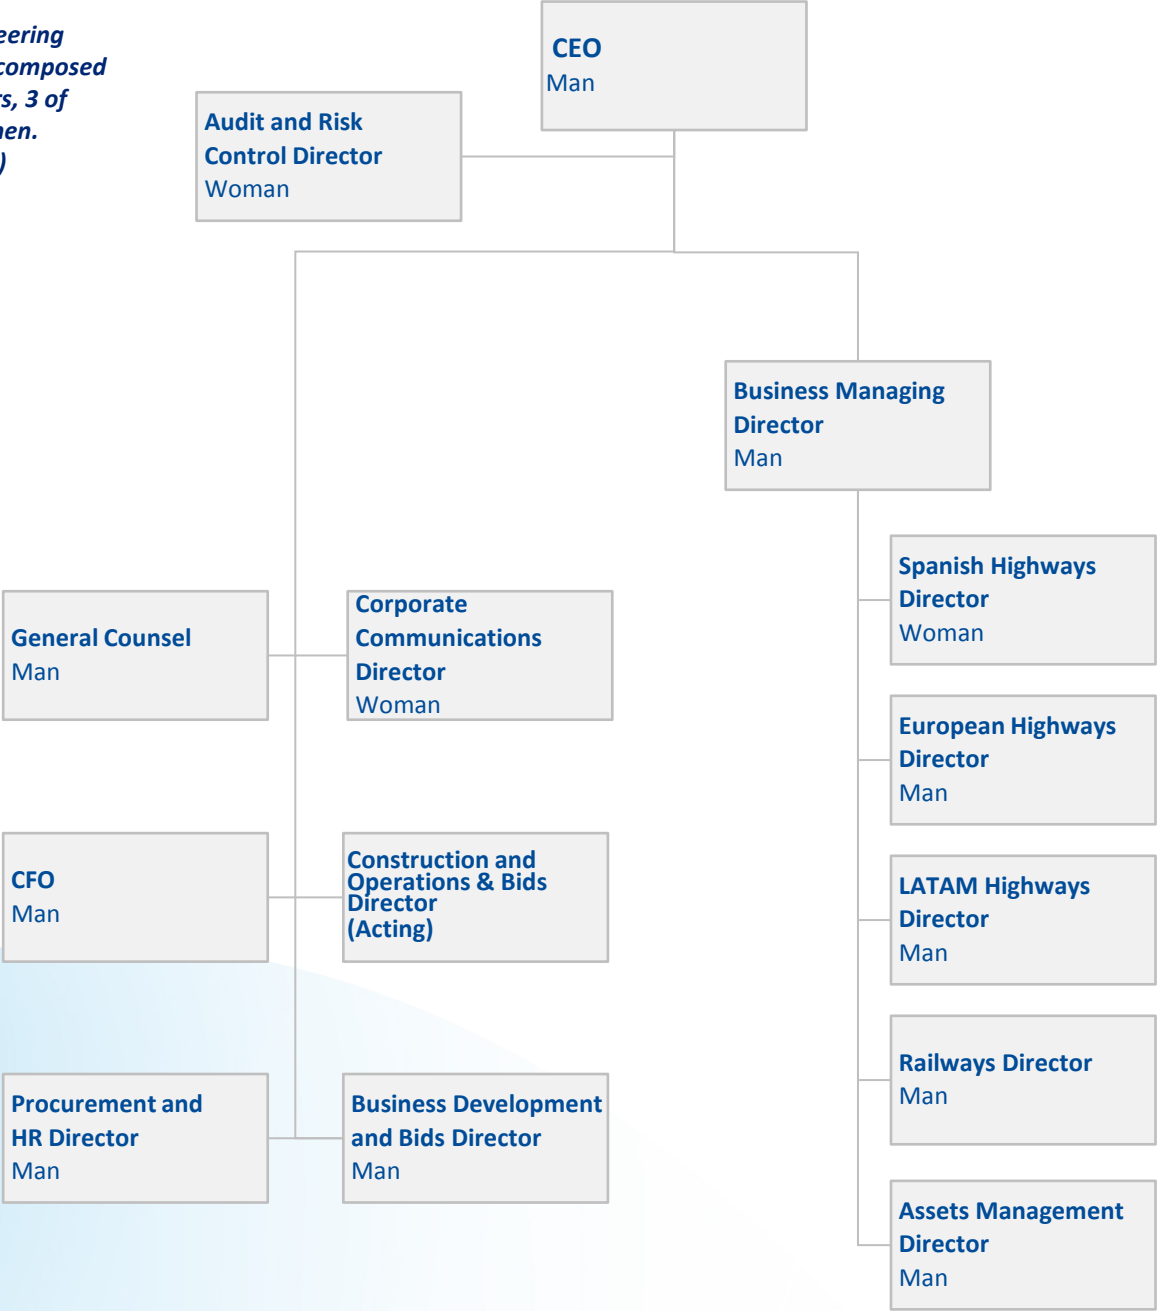 composed
3 of
)
CEO
Man
Audit and Risk
Control Director
Woman
Business Managing
Director
Man
Spanish Highways
Director
Woman
General Counsel
Man
Corporate
Communications
Director
Woman
European Highways
Director
Man
CFO
Man
Construction and
Operations & Bids
Director
(Acting)
LATAM Highways
Director
Man
Railways Director
Man
Procurement and
HR Director
Man
Business Development
and Bids Director
Man
Assets Management
Director
Man